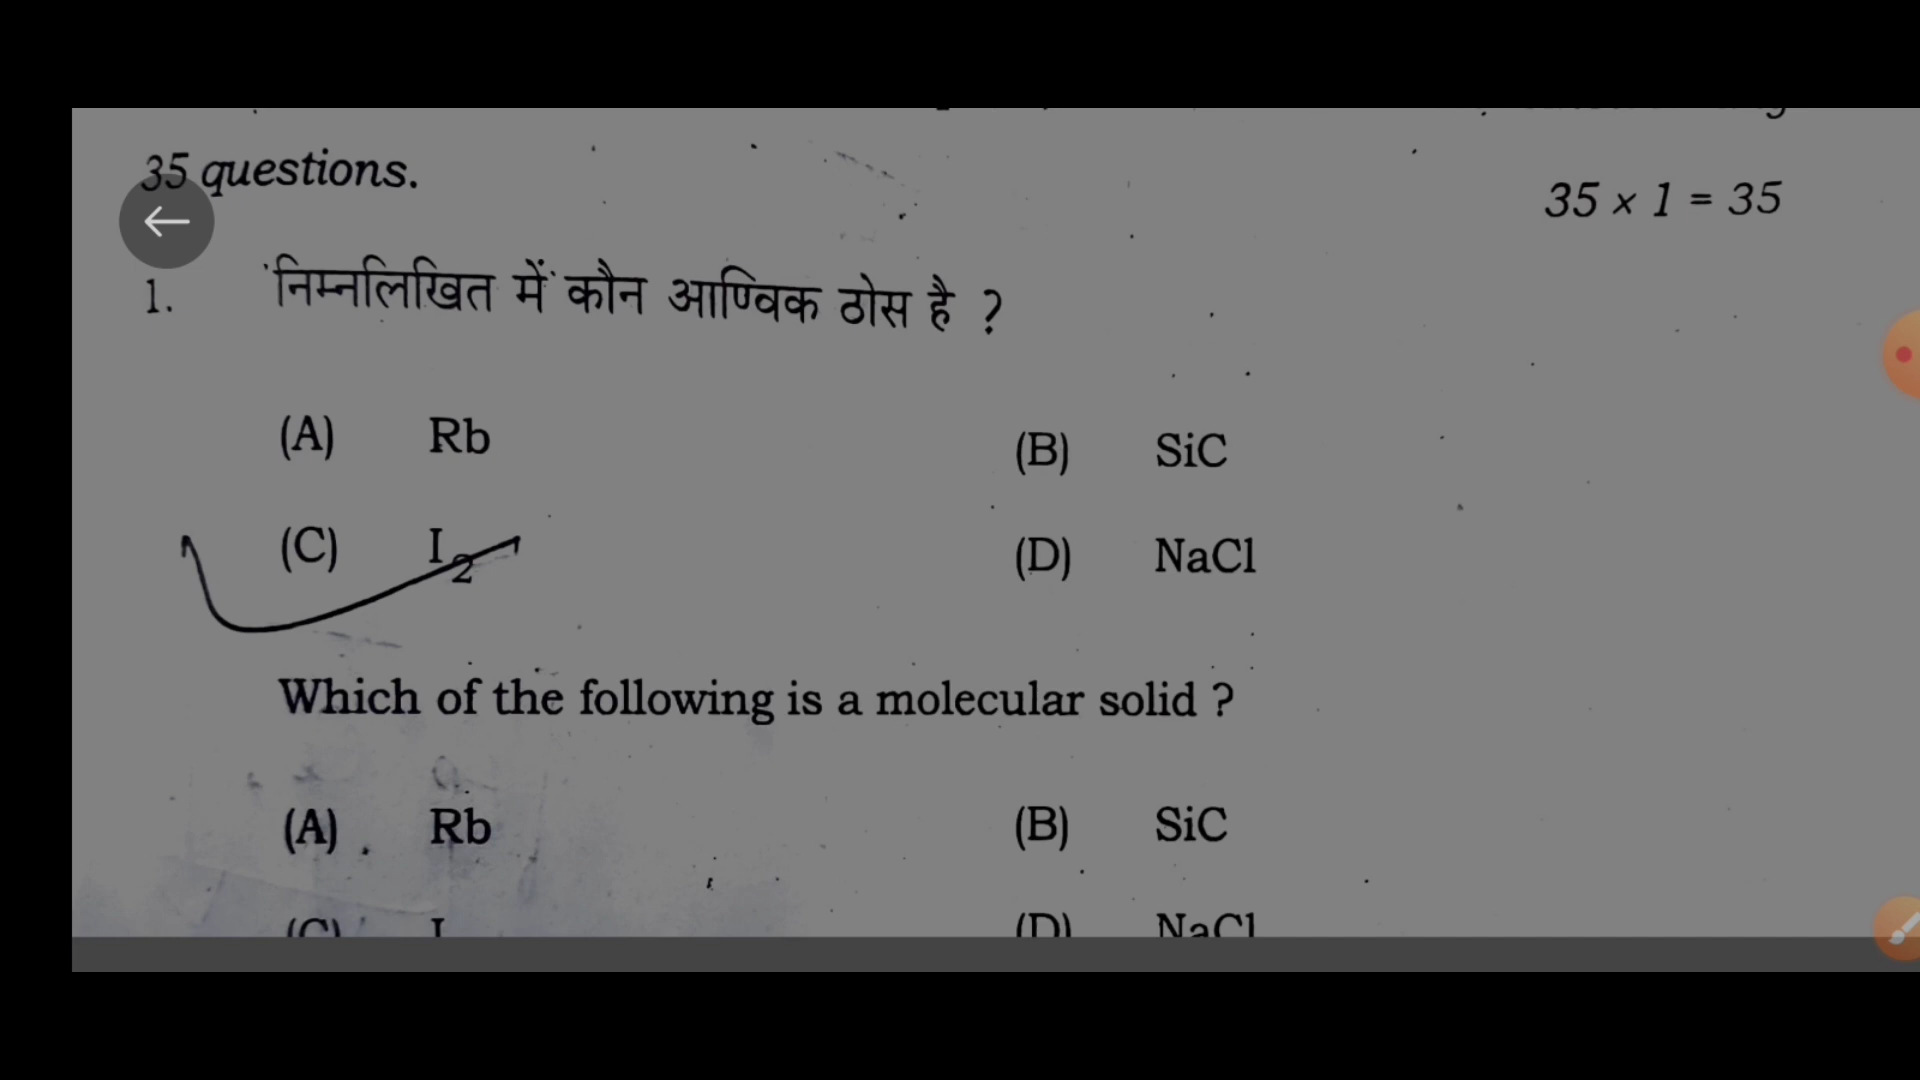 35 questions.
35 × 1 = 35
1. निम्नलिखित में कौन आण्विक ठोस है ?
(A) Rb (B) SiC
(C) I2 (D) NaCl
Which of the following is a molecular solid ?
(A) Rb (B) SiC
(C) I (D) NaCl